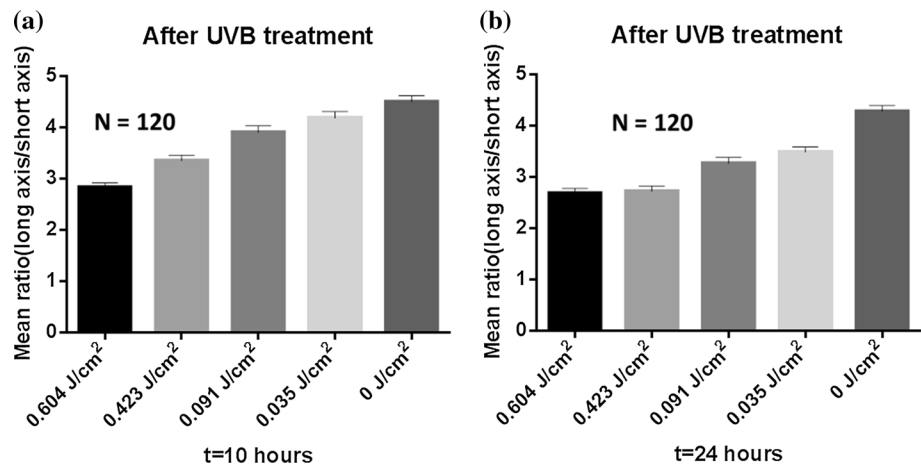 (a)
After UVB treatment
Mean ratio(long axis/short axis)
5
4
3
2
1
0
N = 120
0.604 J/cm²
0.423 J/cm²
0.091 J/cm²
0.035 J/cm²
0 J/cm²
t=10 hours
(b)
After UVB treatment
Mean ratio(long axis/short axis)
5
4
3
2
1
0
N = 120
0.604 J/cm²
0.423 J/cm²
0.091 J/cm²
0.035 J/cm²
0 J/cm²
t=24 hours